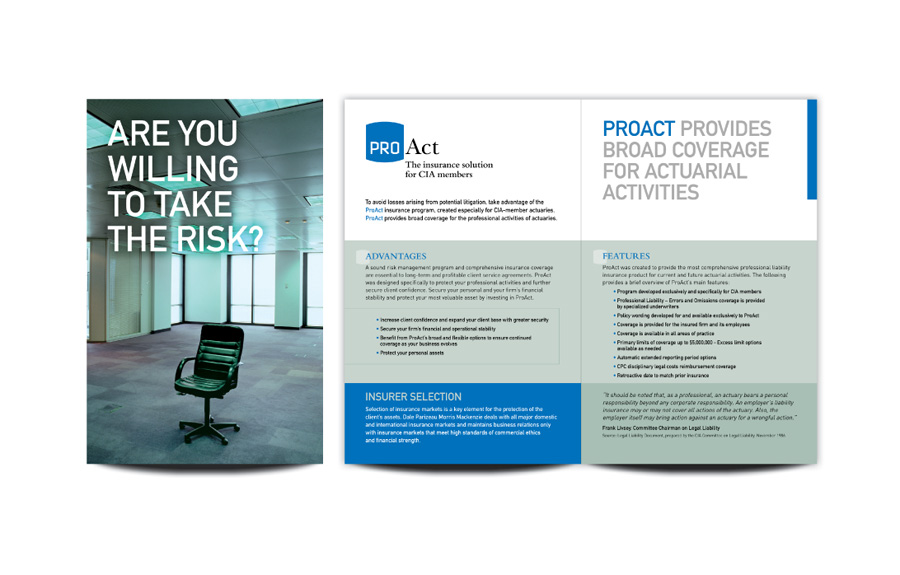 ARE YOU
WILLING
TO TAKE
THE RISK?
PRO Act
The insurance solution
for CIA members
To avoid losses arising from potential litigation, take advantage of the
ProAct insurance program, created especially for CIA-member actuaries.
ProAct provides broad coverage for the professional activities of actuaries.
ADVANTAGES
A sound risk management program and comprehensive insurance coverage
are essential to long-term and profitable client service agreements. ProAct
was designed specifically to protect your professional activities and further
secure client confidence. Secure your personal and your firm's financial
stability and protect your most valuable asset by investing in ProAct.
• Increase client confidence and expand your client base with greater security
• Secure your firm's financial and operational stability
• Benefit from ProAct's broad and flexible options to ensure continued
coverage as your business evolves
• Protect your personal assets
INSURER SELECTION
Selection of insurance markets is a key element for the protection of the
client's assets. Dale Parizeau Morris Mackenzie deals with all major domestic
and international insurance markets and maintains business relations only
with insurance markets that meet high standards of commercial ethics
and financial strength.
PROACT PROVIDES
BROAD COVERAGE
FOR ACTUARIAL
ACTIVITIES
FEATURES
ProAct was created to provide the most comprehensive professional liability
insurance product for current and future actuarial activities. The following
provides a brief overview of ProAct's main features:
• Program developed exclusively and specifically for CIA members
• Professional Liability – Errors and Omissions coverage is provided
by specialized underwriters
• Policy wording developed for and available exclusively to ProAct
• Coverage is provided for the insured firm and its employees
• Coverage is available in all areas of practice
• Primary limits of coverage up to $5,000,000 - Excess limit options
available as needed
• Automatic extended reporting period options
• CPC disciplinary legal costs reimbursement coverage
• Retroactive date to match prior insurance
"It should be noted that, as a professional, an actuary bears a personal
responsibility beyond any corporate responsibility. An employer's liability
insurance may or may not cover all actions of the actuary. Also, the
employer itself may bring action against an actuary for a wrongful action."
Frank Livsey Committee Chairman on Legal Liability
Source: Legal Liability Document, prepared by the CIA Committee on Legal Liability, November 1986